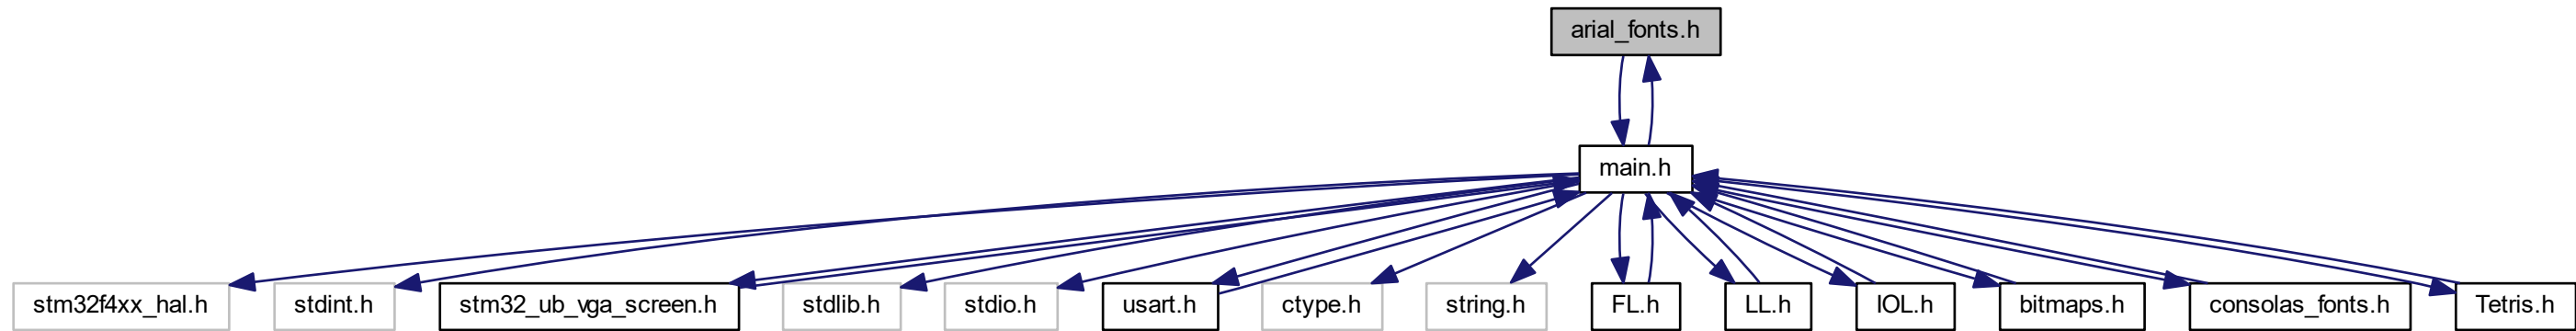 arial_fonts.h
main.h
stm32f4xx_hal.h
stdint.h
stm32_ub_vga_screen.h
stdlib.h
stdio.h
usart.h
ctype.h
string.h
FL.h
LL.h
IOL.h
bitmaps.h
consolas_fonts.h
Tetris.h